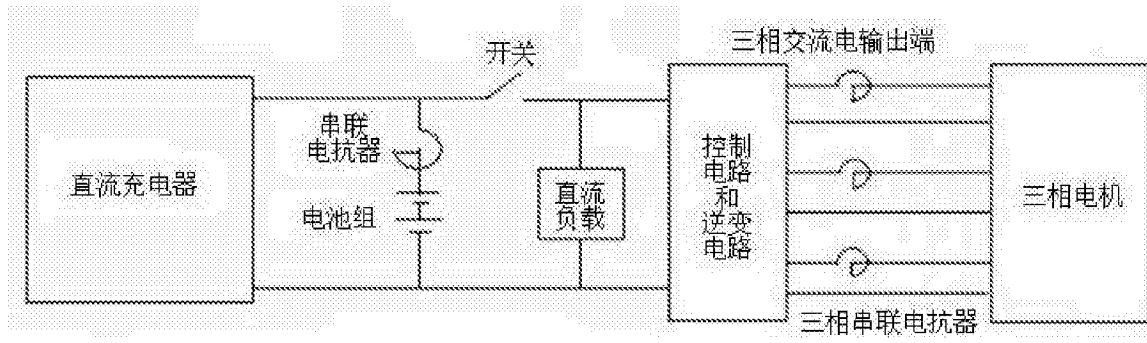 三相交流电输出端
开关
串联
电抗器
直流充电器
电池组
直流
负载
控制
电路
和
逆变
电路
三相电机
三相串联电抗器